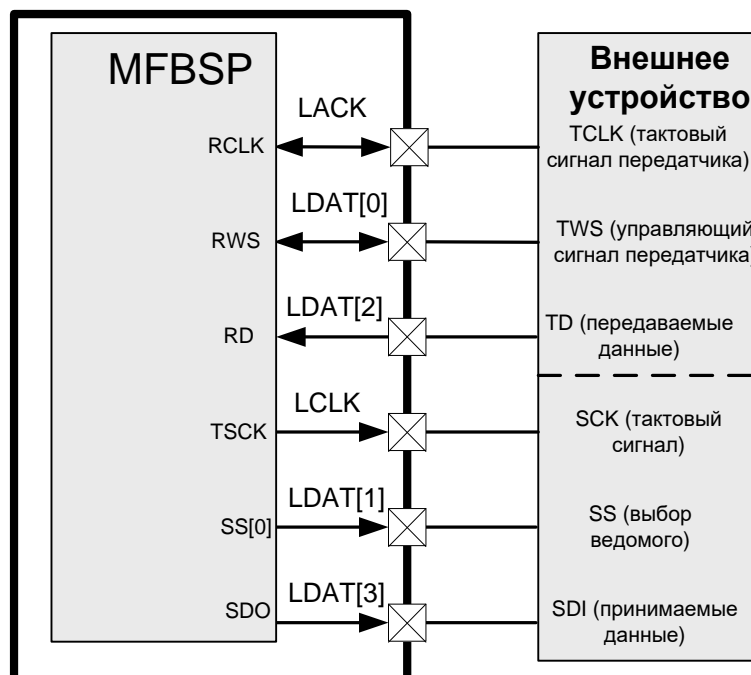 MFBSP
Внешнее
устройство
LACK
RCLK
TCLK (тактовый
сигнал передатчика)
LDAT[0]
RWS
TWS (управляющий
сигнал передатчика)
LDAT[2]
RD
TD (передаваемые
данные)
LCLK
TSCK
SCK (тактовый
сигнал)
LDAT[1]
SS[0]
SS (выбор
ведомого)
LDAT[3]
SDO
SDI (принимаемые
данные)